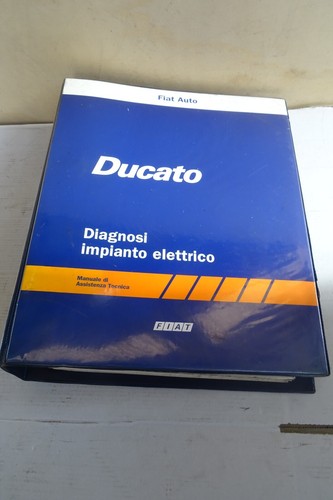 Fiat Auto
Ducato
Diagnosi
impianto elettrico
Manuale di
Assistenza Tecnica
FIAT